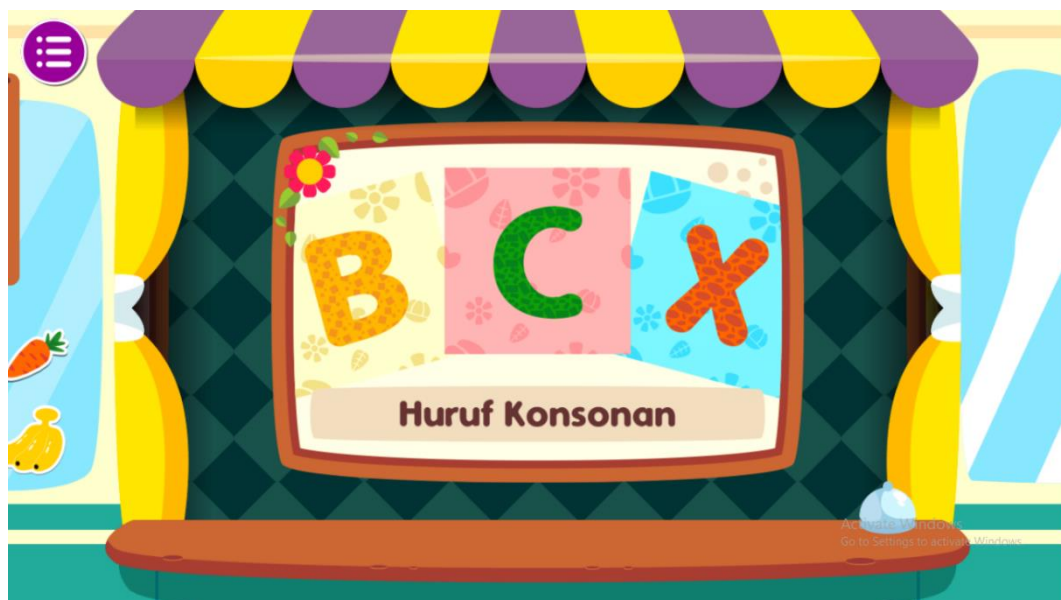 B C X
Huruf Konsonan
Activate Windows
Go to Settings to activate Windows.